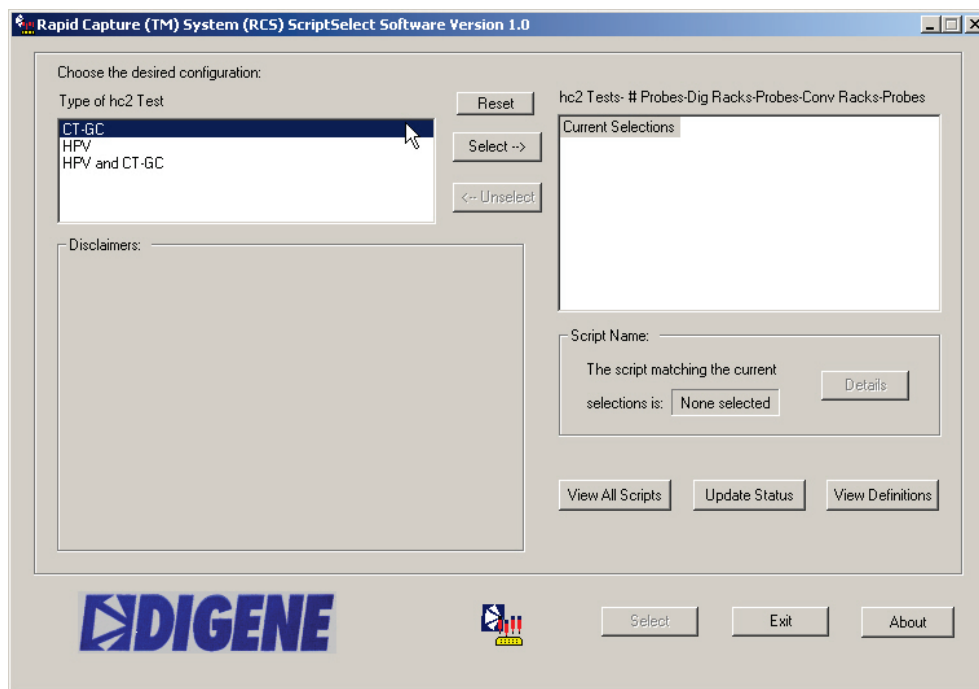 Rapid Capture (TM) System (RCS) ScriptSelect Software Version 1.0
Choose the desired configuration:
Type of hc2 Test
CT-GC
HPV
HPV and CT-GC
Reset
Select -->
<-- Unselect
hc2 Tests- # Probes-Dig Racks-Probes-Conv Racks-Probes
Current Selections
Disclaimers:
Script Name:
The script matching the current
selections is: None selected
Details
View All Scripts
Update Status
View Definitions
DIGENE
Select
Exit
About